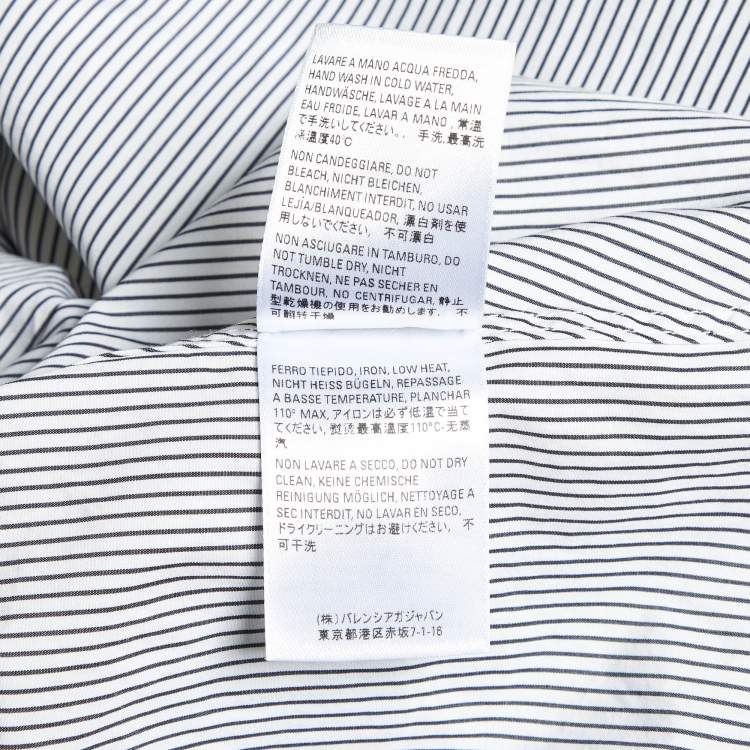 LAVARE A MANO ACQUA FREDDA,
HAND WASH IN COLD WATER,
HANDWÄSCHE, LAVAGE A LA MAIN
EAU FROIDE, LAVAR A MANO , 常温
で手洗いしてください。, 手洗,最高洗
涤温度40℃
NON CANDEGGIARE, DO NOT
BLEACH, NICHT BLEICHEN,
BLANCHIMENT INTERDIT, NO USAR
LEJÍA/BLANQUEADOR, 漂白剤を使
用しないでください, 不可漂白
NON ASCIUGARE IN TAMBURO, DO
NOT TUMBLE DRY, NICHT
TROCKNEN, NE PAS SECHER EN
TAMBOUR, NO CENTRIFUGAR, 静止
型乾燥機の使用をお勧めします, 不
可翻转干燥
FERRO TIEPIDO, IRON, LOW HEAT,
NICHT HEISS BÜGELN, REPASSAGE
A BASSE TEMPERATURE, PLANCHAR
110° MAX, アイロンは必ず低温で当て
てください, 熨烫最高温度110°C-无蒸
汽
NON LAVARE A SECCO, DO NOT DRY
CLEAN, KEINE CHEMISCHE
REINIGUNG MÖGLICH, NETTOYAGE A
SEC INTERDIT, NO LAVAR EN SECO,
ドライクリーニングはお避けください, 不
可干洗
(株)バレンシアガジャパン
東京都港区赤坂7-1-16